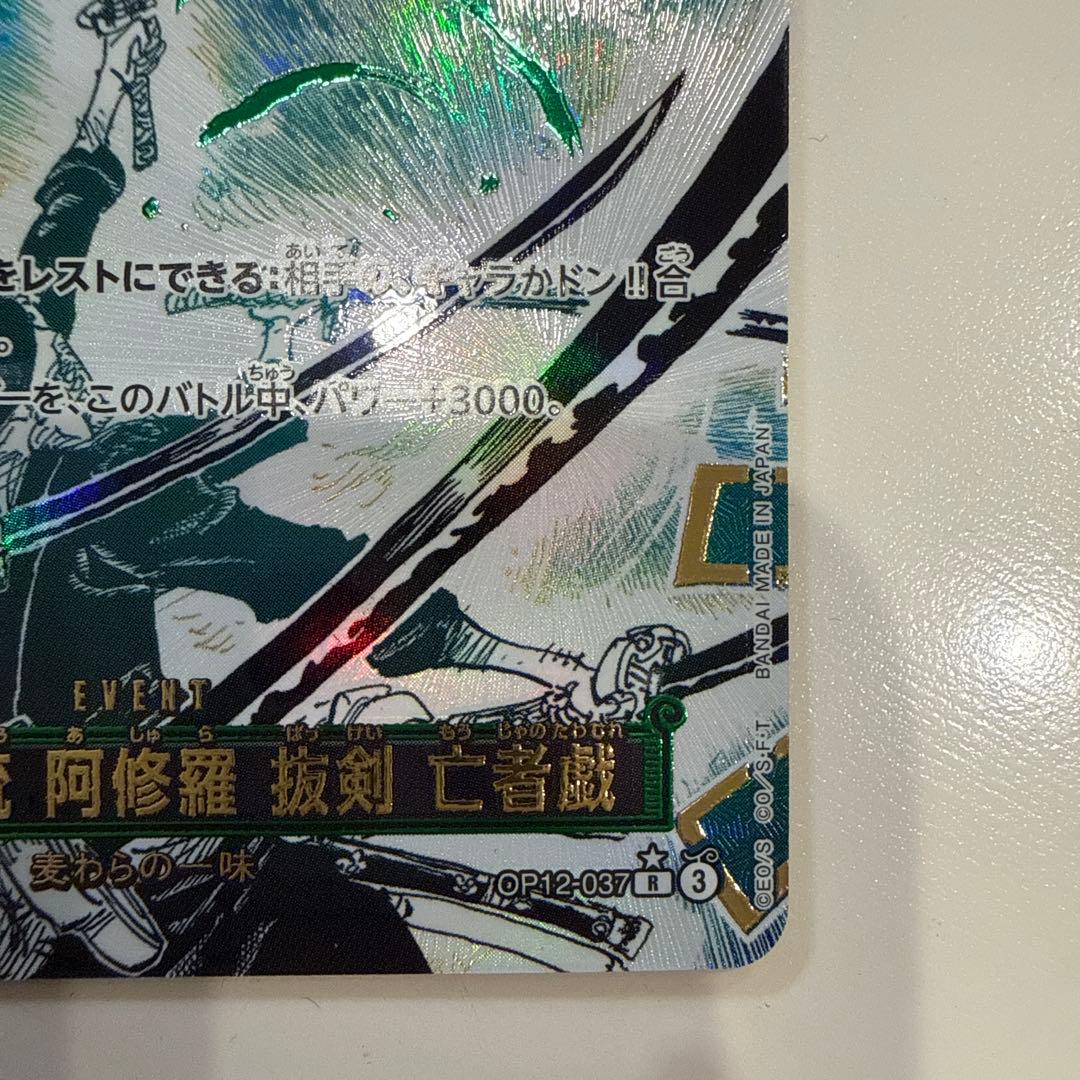 をレストにできる:相手の、キャラかドン!!合
。
ーを、このバトル中、パワー+3000。
EVENT
流 阿修羅 抜剣 亡者戯
麦わらの一味
OP12-037 R 3
©EO/S ©O/S・F・T BANDAI MADE IN JAPAN